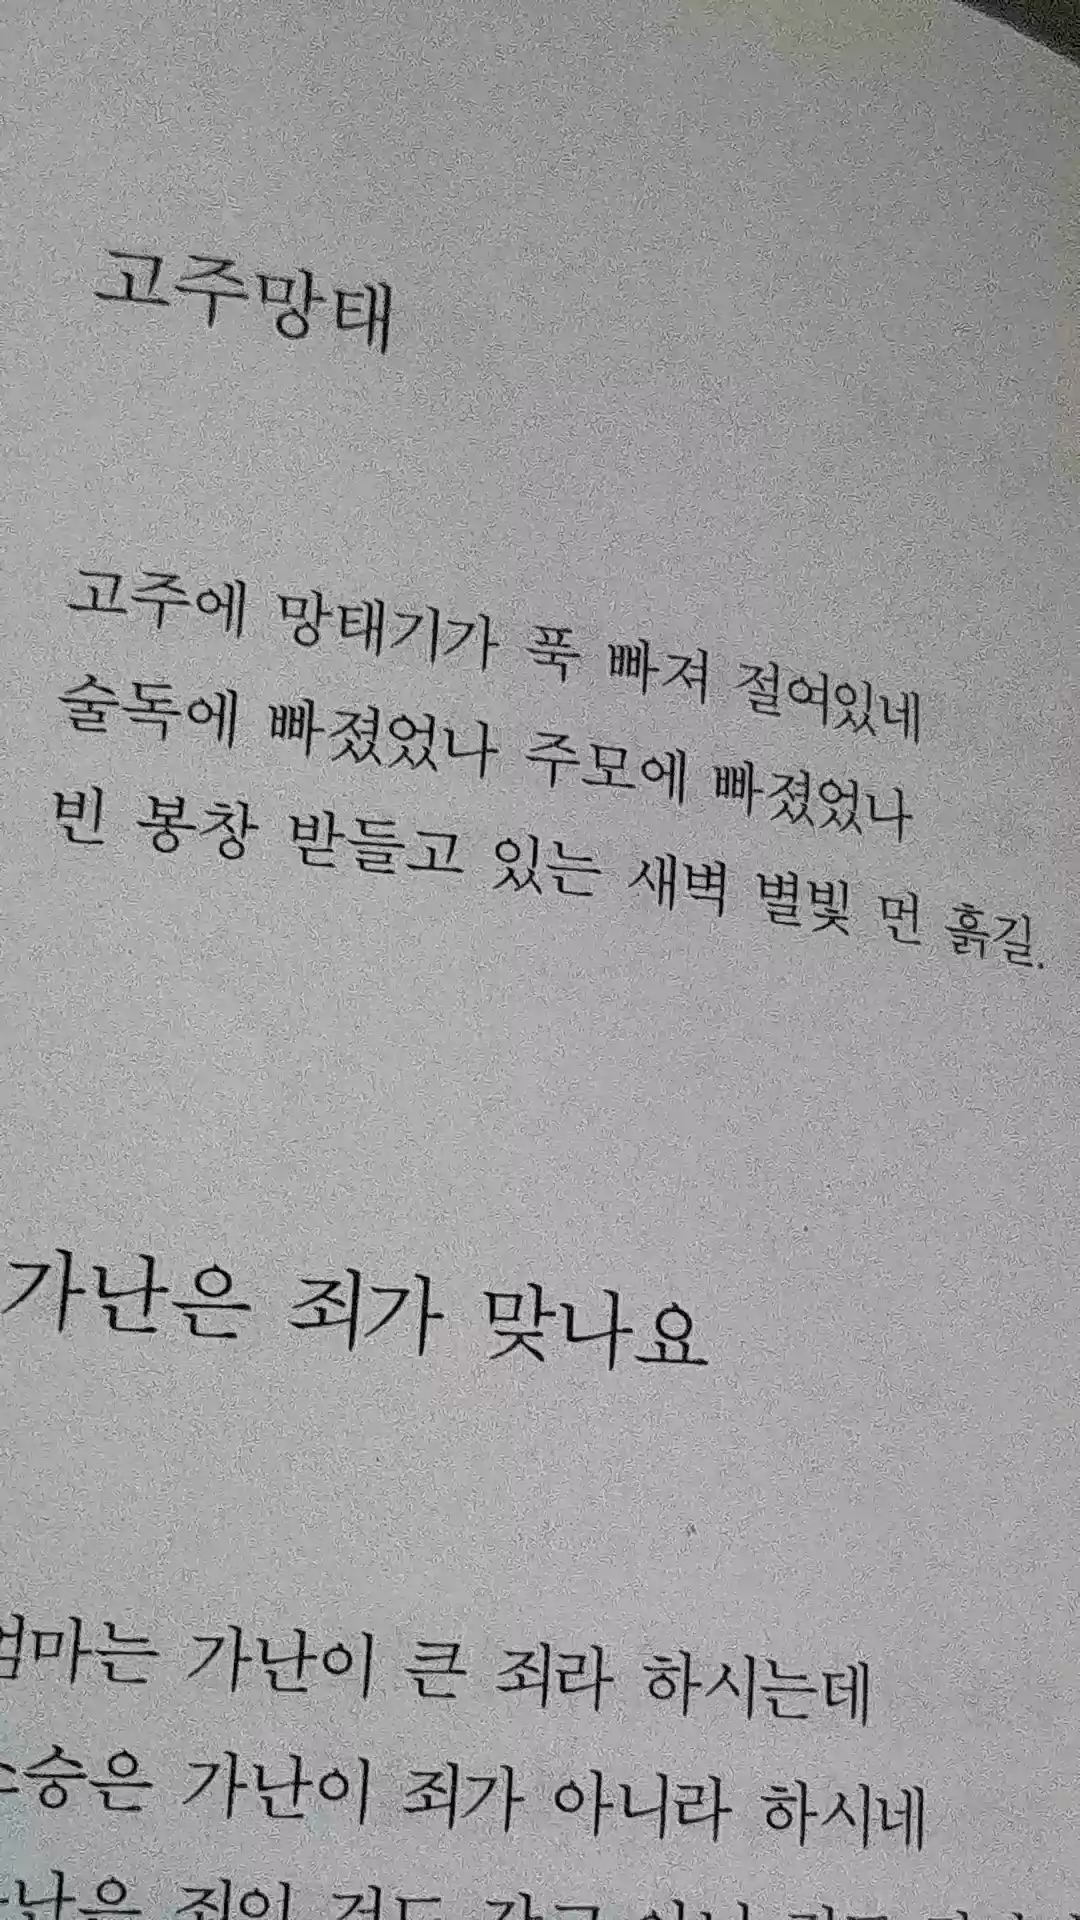 고주망태
고주에 망태기가 푹 빠져 절어있네
술독에 빠졌었나 주모에 빠졌었나
빈 봉창 받들고 있는 새벽 별빛 먼 흙길.
가난은 죄가 맞나요
엄마는 가난이 큰 죄라 하시는데
스승은 가난이 죄가 아니라 하시네